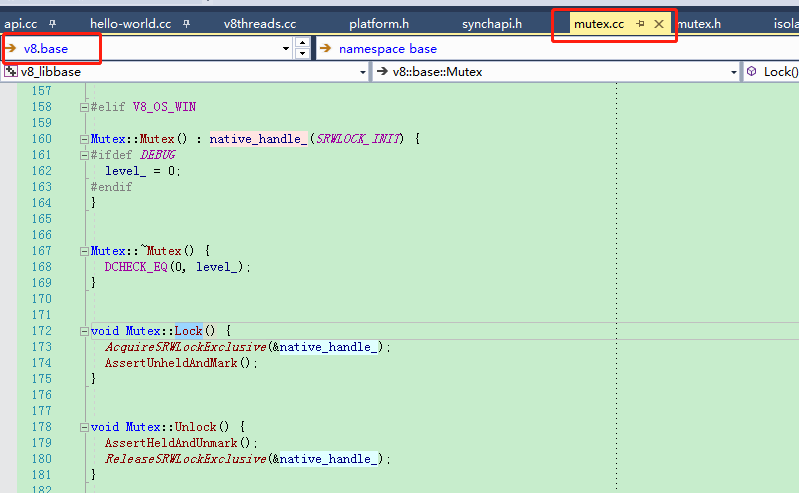 api.cc hello-world.cc v8threads.cc platform.h synchapi.h mutex.cc mutex.h isola
v8.base namespace base
v8_libbase v8::base::Mutex Lock()
157
158 #elif V8_OS_WIN
159
160 Mutex::Mutex() : native_handle_(SRWLOCK_INIT) {
161 #ifdef DEBUG
162 level_ = 0;
163 #endif
164 }
165
166
167 Mutex::~Mutex() {
168 DCHECK_EQ(0, level_);
169 }
170
171
172 void Mutex::Lock() {
173 AcquireSRWLockExclusive(&native_handle_);
174 AssertUnheldAndMark();
175 }
176
177
178 void Mutex::Unlock() {
179 AssertHeldAndUnmark();
180 ReleaseSRWLockExclusive(&native_handle_);
181 }
182